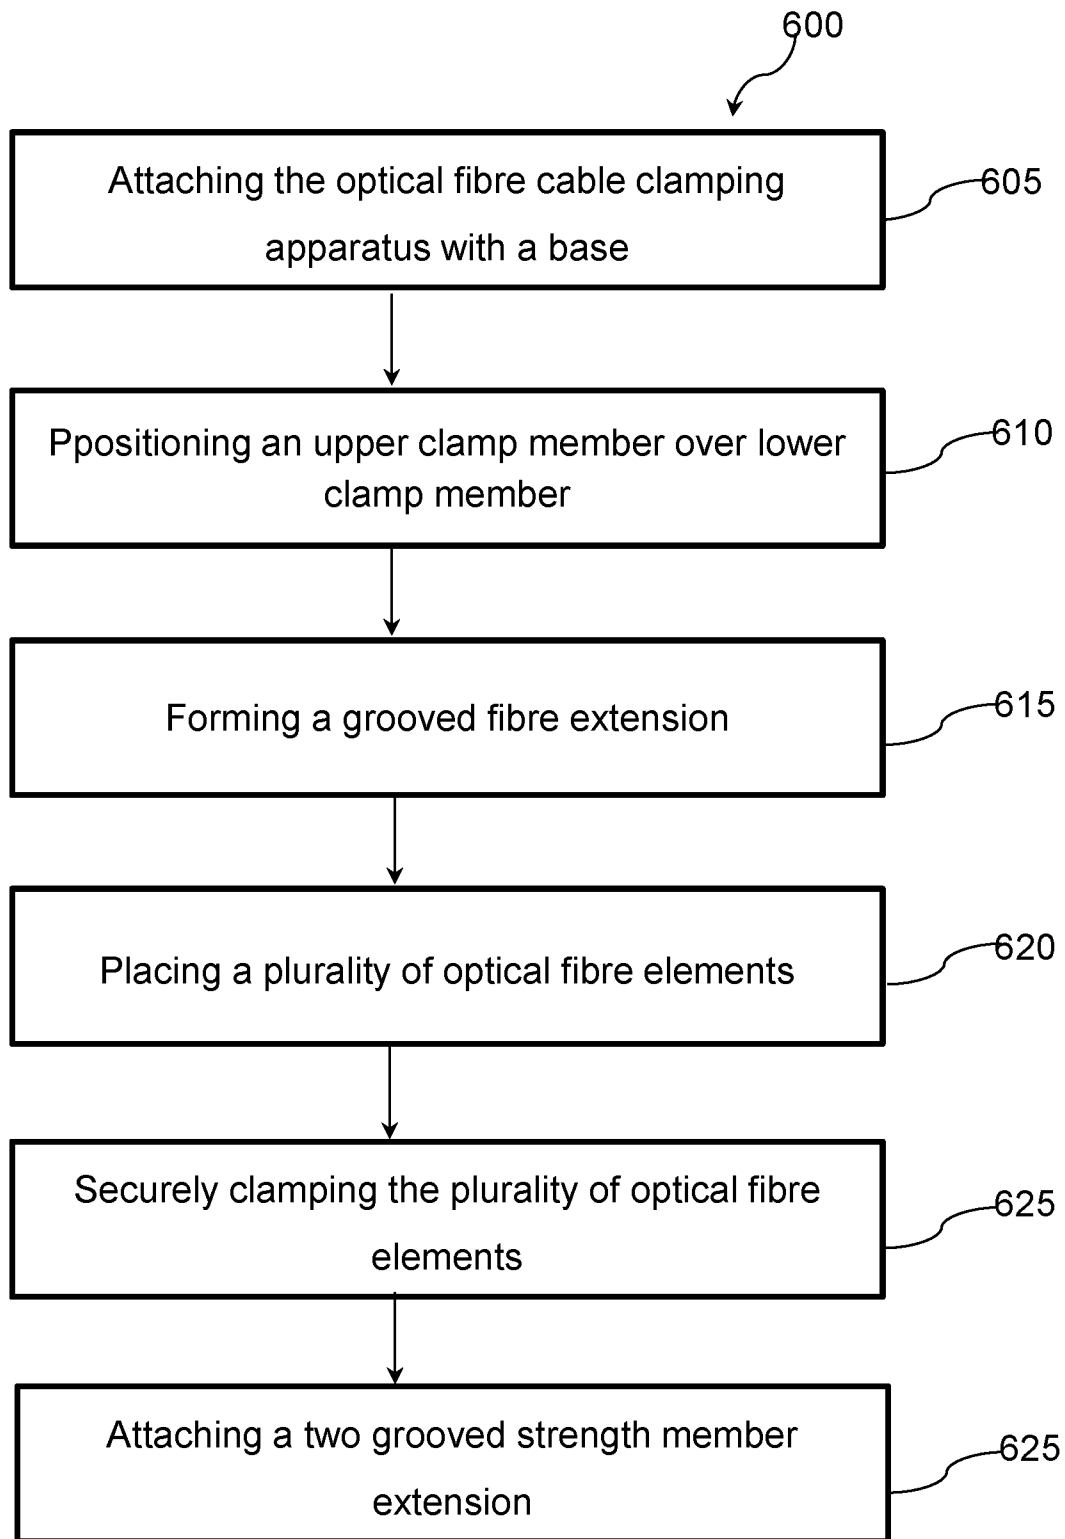 600
Attaching the optical fibre cable clamping
apparatus with a base
605
Ppositioning an upper clamp member over lower
clamp member
610
Forming a grooved fibre extension
615
Placing a plurality of optical fibre elements
620
Securely clamping the plurality of optical fibre
elements
625
Attaching a two grooved strength member
extension
625